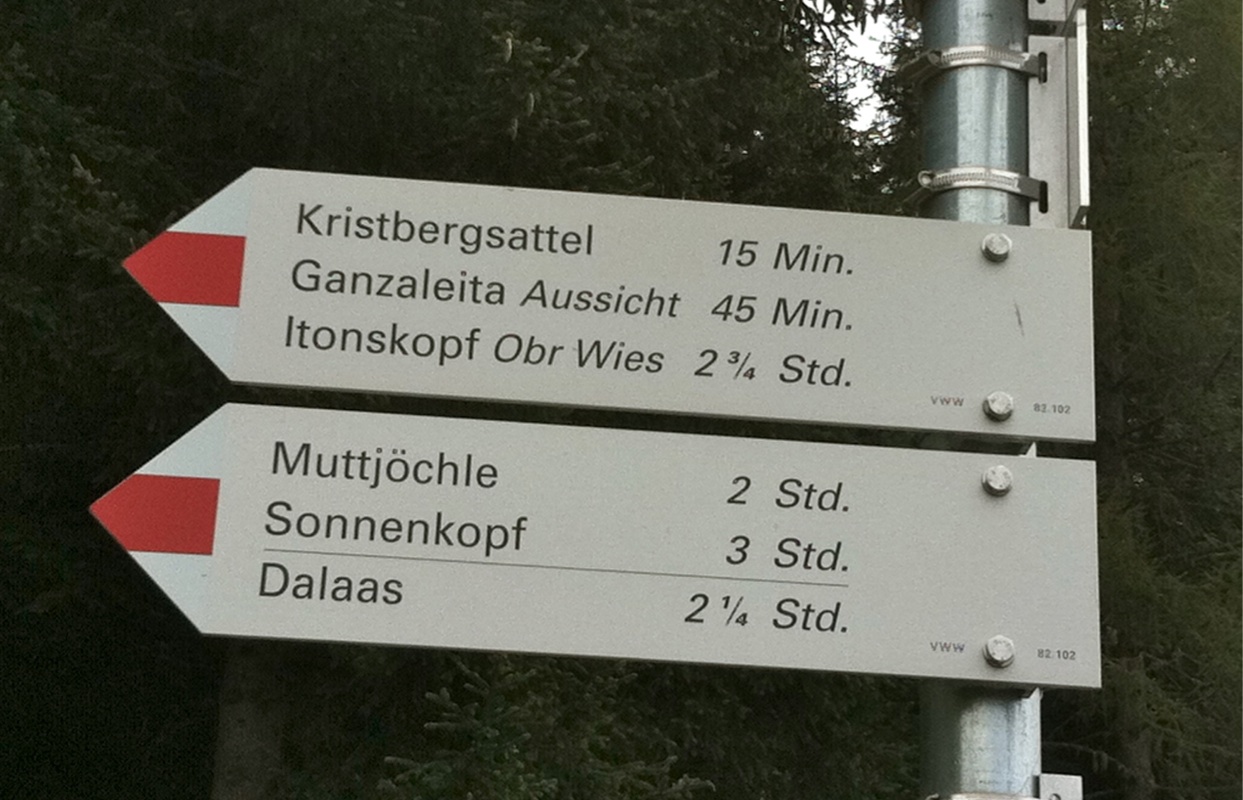 Kristbergsattel 15 Min.
Ganzaleita Aussicht 45 Min.
Itonskopf Obr Wies 2 ¾ Std.
VWW 82.102
Muttjöchle 2 Std.
Sonnenkopf 3 Std.
Dalaas 2 ¼ Std.
VWW 82.102